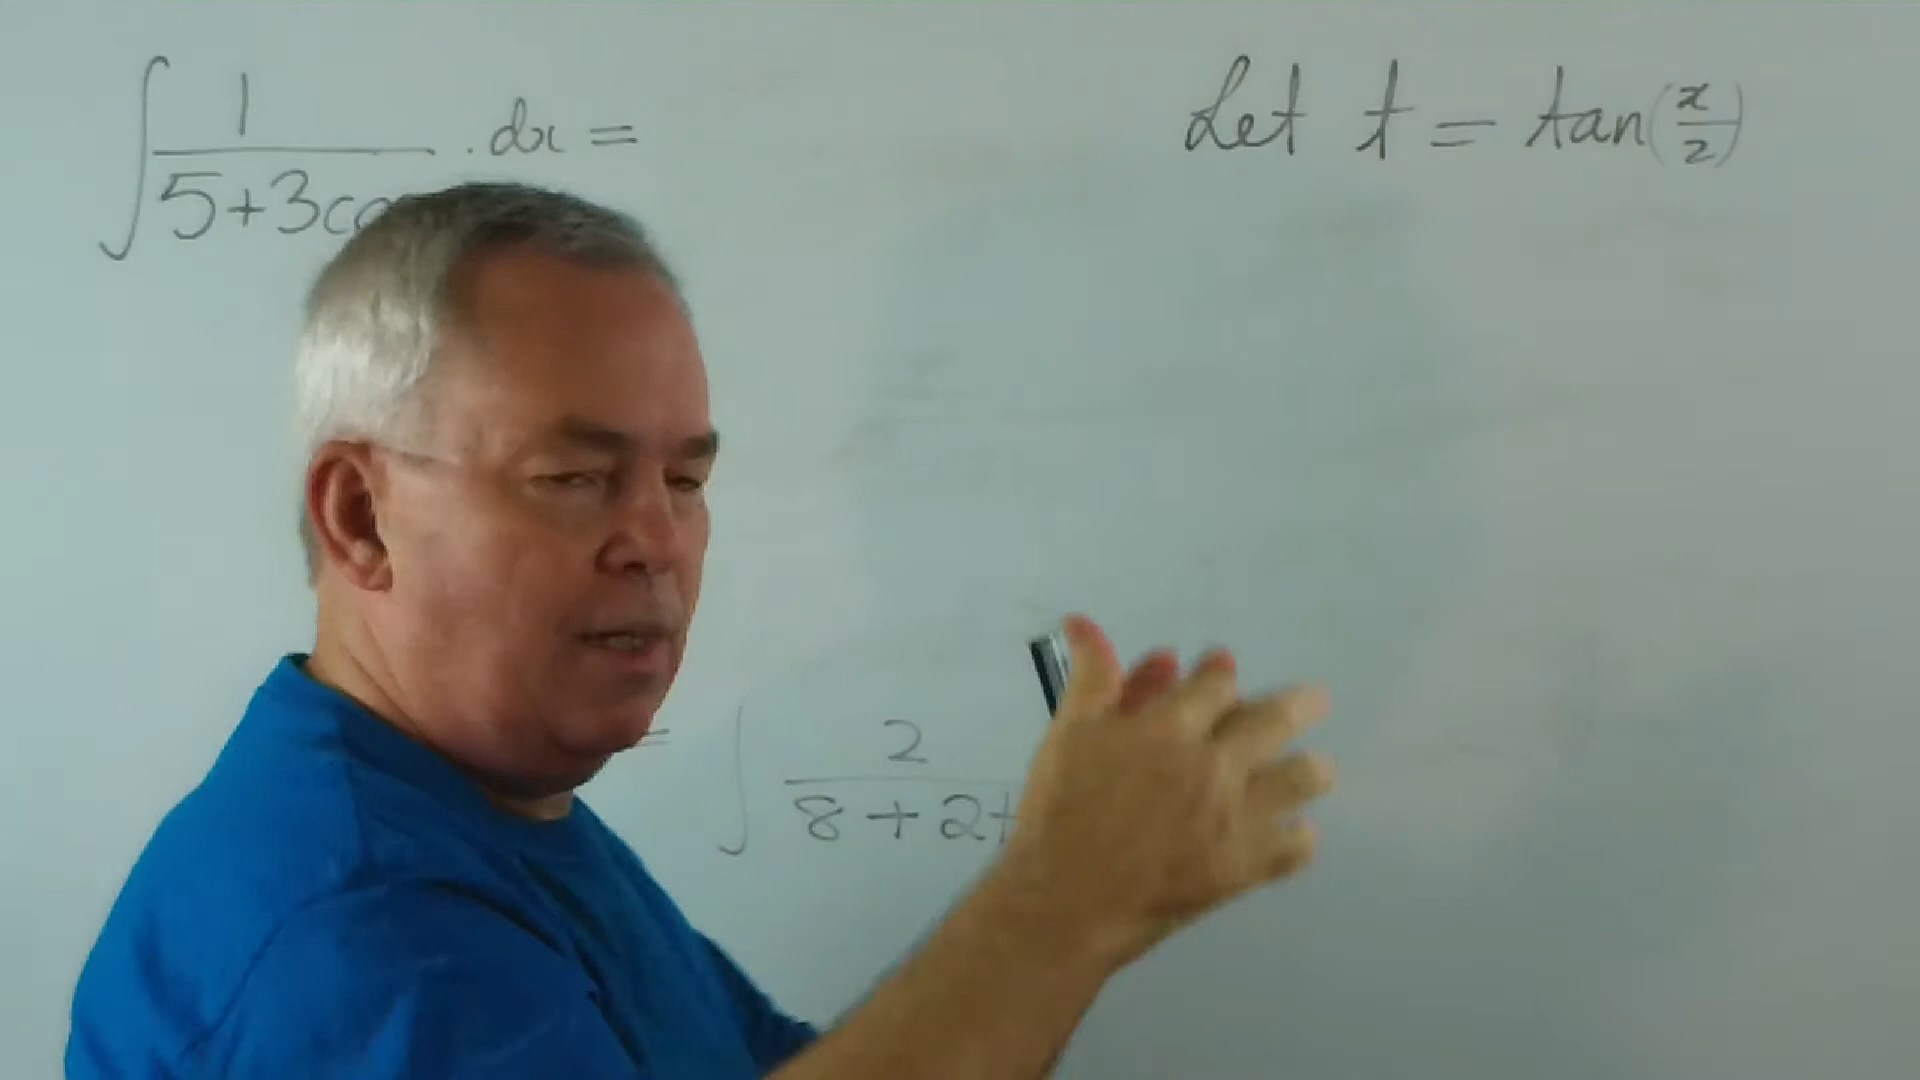 ∫ 1/(5+3co . dx =
Let t = tan(x/2)
= ∫ 2/(8+2t